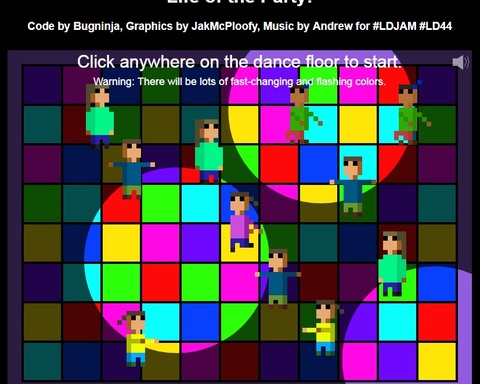 Life of the Party!
Code by Bugninja, Graphics by JakMcPloofy, Music by Andrew for #LDJAM #LD44
Click anywhere on the dance floor to start.
Warning: There will be lots of fast-changing and flashing colors.